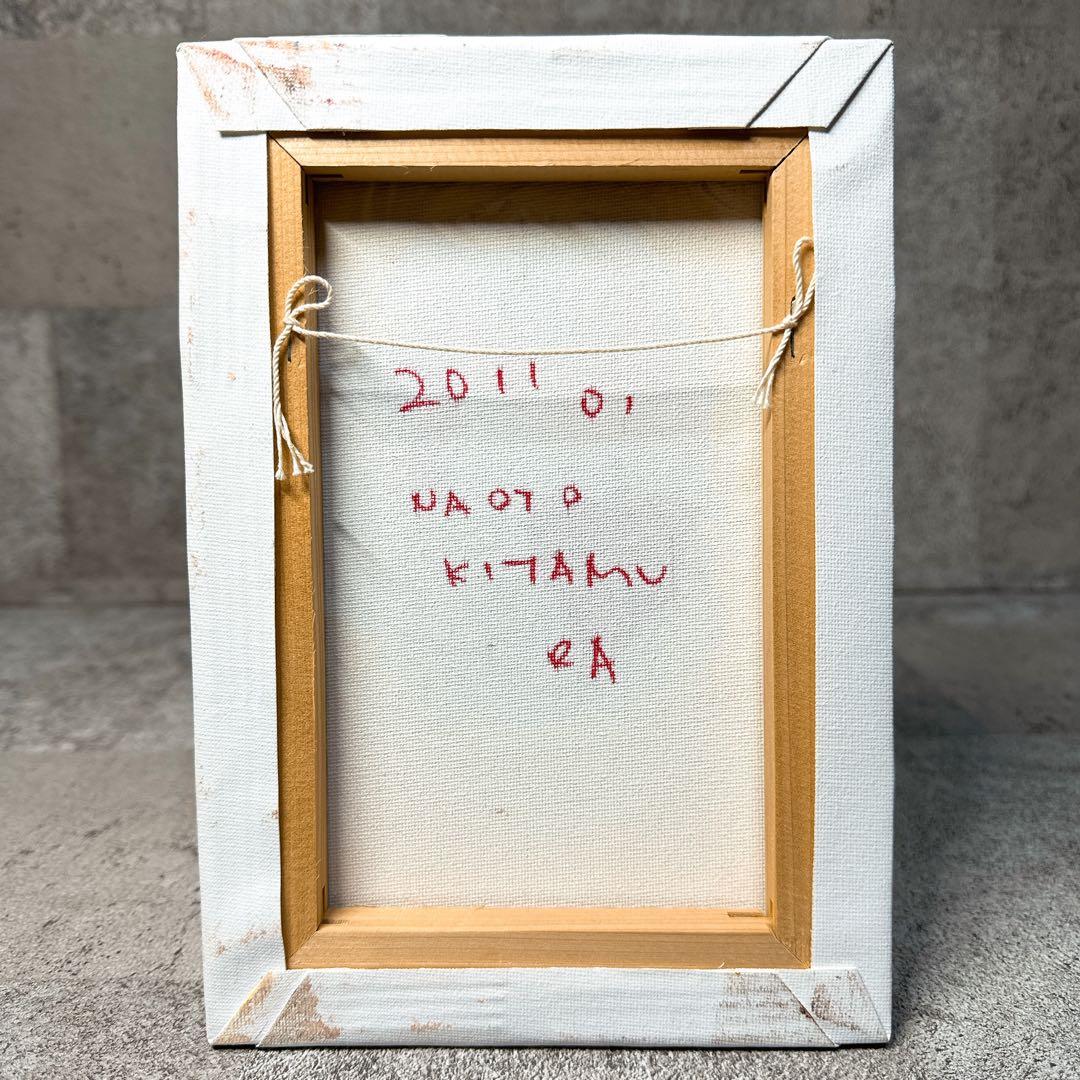 2011 01
NAOTO
KITAMU
RA